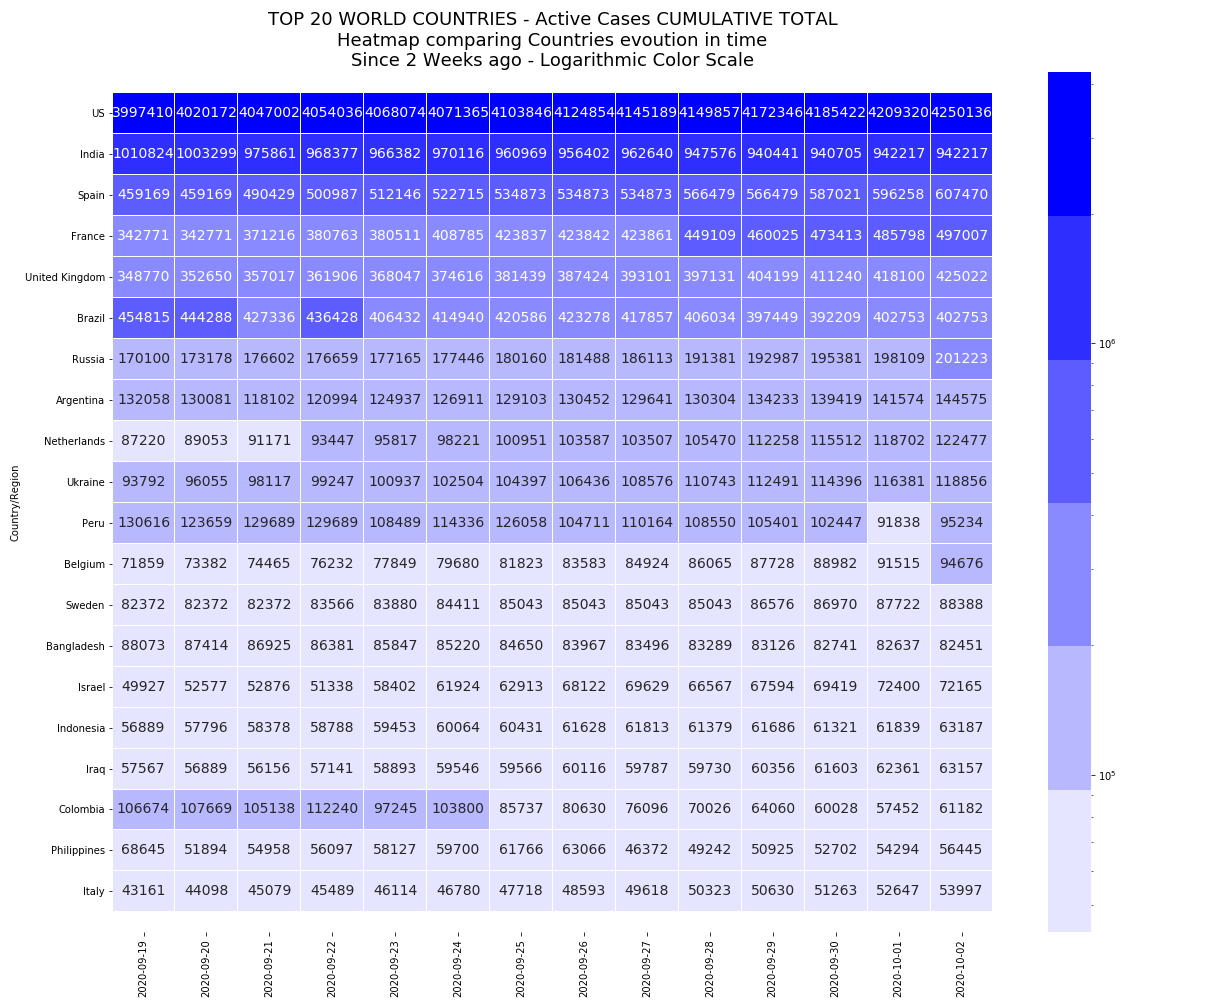 TOP 20 WORLD COUNTRIES - Active Cases CUMULATIVE TOTAL
Heatmap comparing Countries evoution in time
Since 2 Weeks ago - Logarithmic Color Scale
US 3997410 4020172 4047002 4054036 4068074 4071365 4103846 4124854 4145189 4149857 4172346 4185422 4209320 4250136
India 1010824 1003299 975861 968377 966382 970116 960969 956402 962640 947576 940441 940705 942217 942217
Spain 459169 459169 490429 500987 512146 522715 534873 534873 534873 566479 566479 587021 596258 607470
France 342771 342771 371216 380763 380511 408785 423837 423842 423861 449109 460025 473413 485798 497007
United Kingdom 348770 352650 357017 361906 368047 374616 381439 387424 393101 397131 404199 411240 418100 425022
Brazil 454815 444288 427336 436428 406432 414940 420586 423278 417857 406034 397449 392209 402753 402753
Russia 170100 173178 176602 176659 177165 177446 180160 181488 186113 191381 192987 195381 198109 201223
Argentina 132058 130081 118102 120994 124937 126911 129103 130452 129641 130304 134233 139419 141574 144575
Netherlands 87220 89053 91171 93447 95817 98221 100951 103587 103507 105470 112258 115512 118702 122477
Ukraine 93792 96055 98117 99247 100937 102504 104397 106436 108576 110743 112491 114396 116381 118856
Peru 130616 123659 129689 129689 108489 114336 126058 104711 110164 108550 105401 102447 91838 95234
Belgium 71859 73382 74465 76232 77849 79680 81823 83583 84924 86065 87728 88982 91515 94676
Sweden 82372 82372 82372 83566 83880 84411 85043 85043 85043 85043 86576 86970 87722 88388
Bangladesh 88073 87414 86925 86381 85847 85220 84650 83967 83496 83289 83126 82741 82637 82451
Israel 49927 52577 52876 51338 58402 61924 62913 68122 69629 66567 67594 69419 72400 72165
Indonesia 56889 57796 58378 58788 59453 60064 60431 61628 61813 61379 61686 61321 61839 63187
Iraq 57567 56889 56156 57141 58893 59546 59566 60116 59787 59730 60356 61603 62361 63157
Colombia 106674 107669 105138 112240 97245 103800 85737 80630 76096 70026 64060 60028 57452 61182
Philippines 68645 51894 54958 56097 58127 59700 61766 63066 46372 49242 50925 52702 54294 56445
Italy 43161 44098 45079 45489 46114 46780 47718 48593 49618 50323 50630 51263 52647 53997
2020-09-19 2020-09-20 2020-09-21 2020-09-22 2020-09-23 2020-09-24 2020-09-25 2020-09-26 2020-09-27 2020-09-28 2020-09-29 2020-09-30 2020-10-01 2020-10-02
Country/Region
10⁶
10⁵